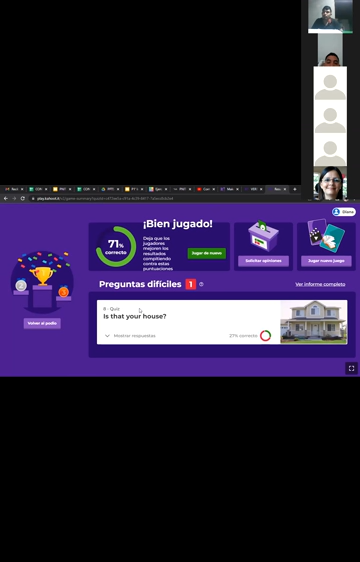 Diana
¡Bien jugado!
71%
correcto
Deja que los
jugadores
mejoren los
resultados
compitiendo
contra estas
puntuaciones
Jugar de nuevo
Solicitar opiniones
Jugar nuevo juego
Volver al podio
Preguntas difíciles 1
Ver informe completo
8 - Quiz
Is that your house?
Mostrar respuestas
27% correcto